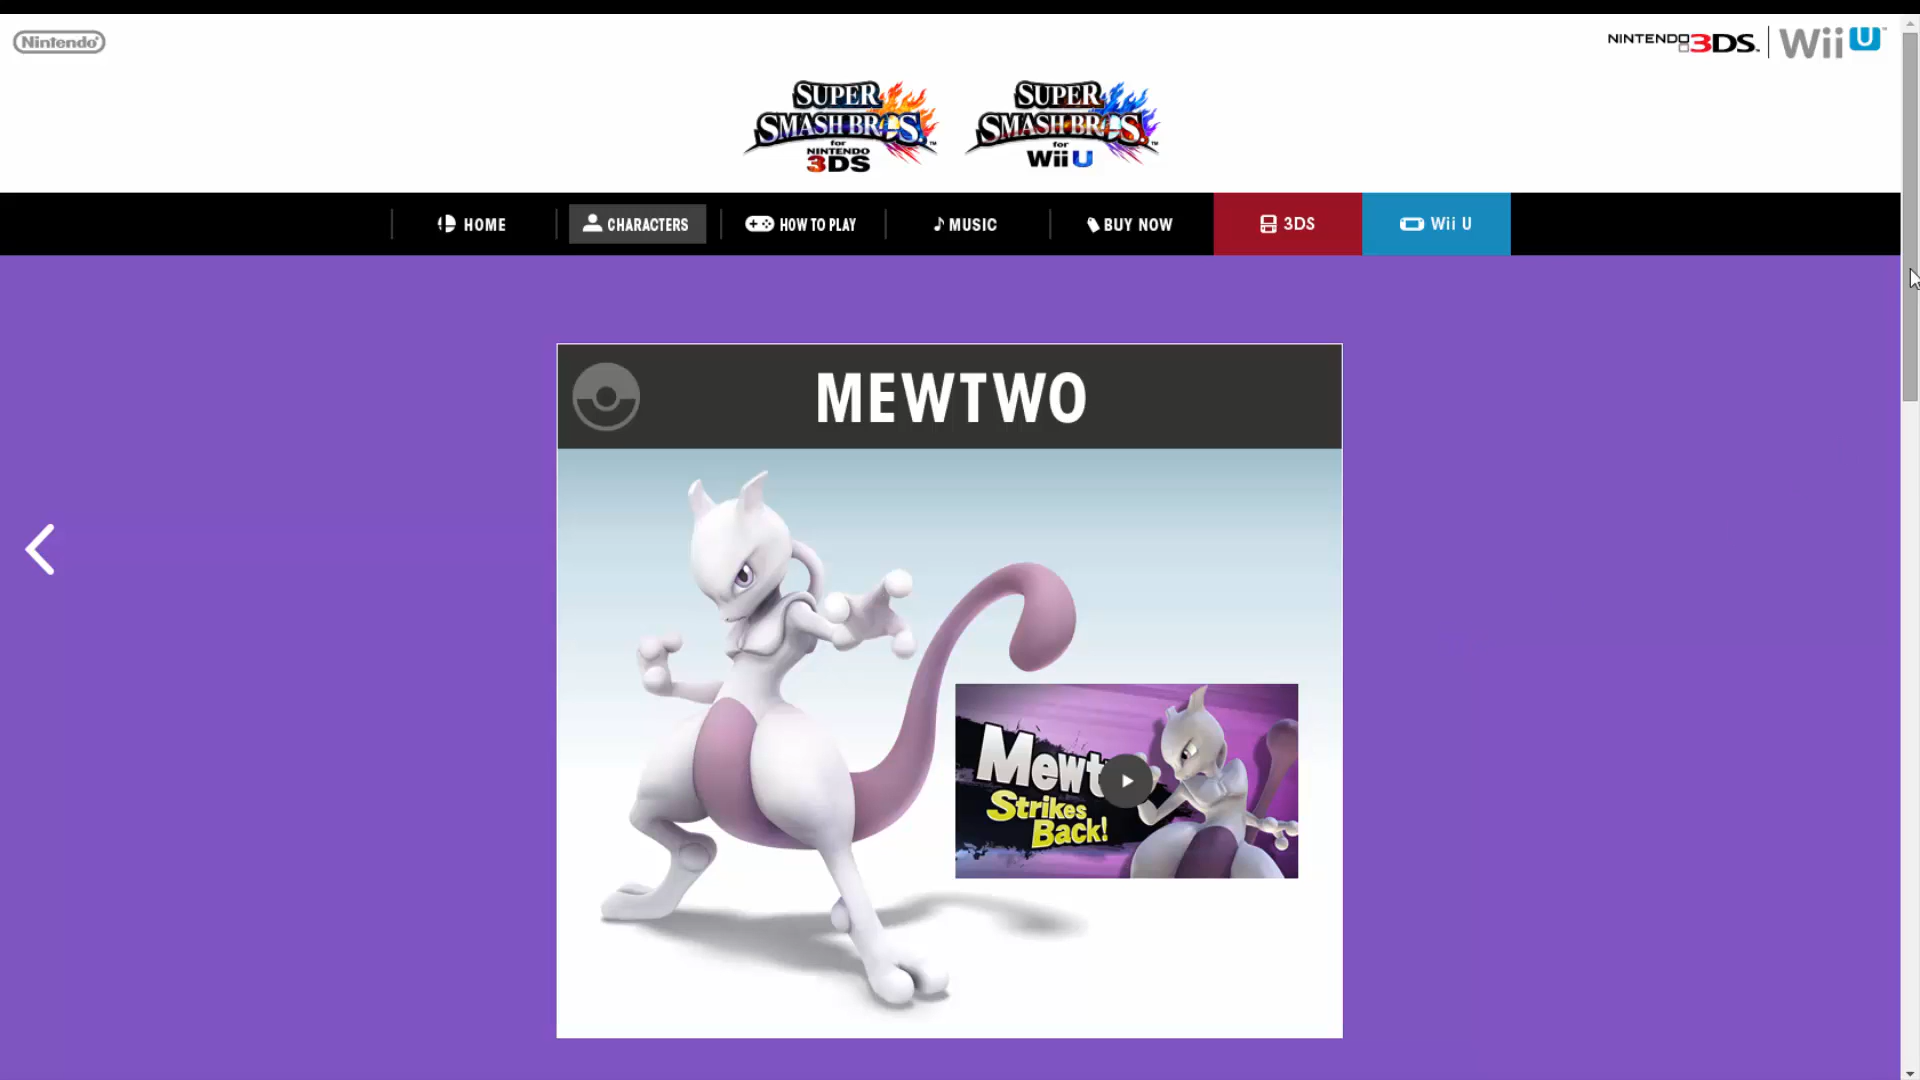 Nintendo
NINTENDO 3DS
Wii U
SUPER
SMASH BROS.
for
NINTENDO
3DS
SUPER
SMASH BROS.
for
Wii U
HOME
CHARACTERS
HOW TO PLAY
MUSIC
BUY NOW
3DS
Wii U
MEWTWO
Mewt
Strikes
Back!